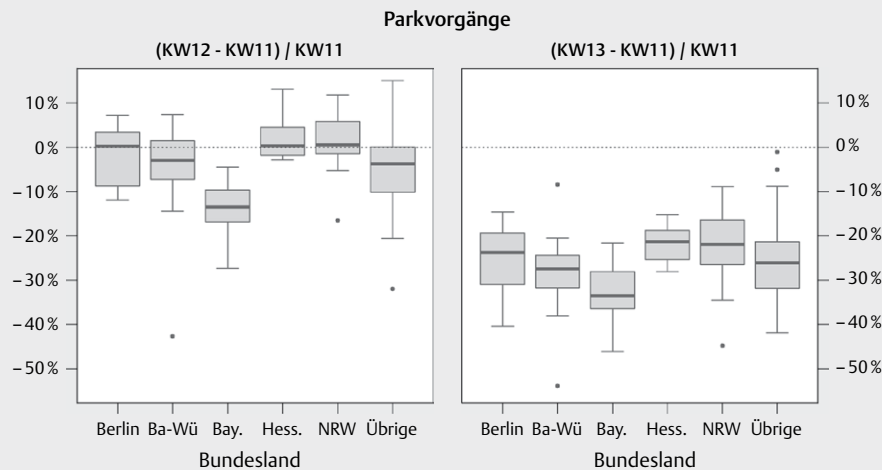 Parkvorgänge
(KW12 - KW11) / KW11
(KW13 - KW11) / KW11
10 %
0 %
−10 %
−20 %
−30 %
−40 %
−50 %
10 %
0 %
−10 %
−20 %
−30 %
−40 %
−50 %
Berlin Ba-Wü Bay. Hess. NRW Übrige
Berlin Ba-Wü Bay. Hess. NRW Übrige
Bundesland
Bundesland